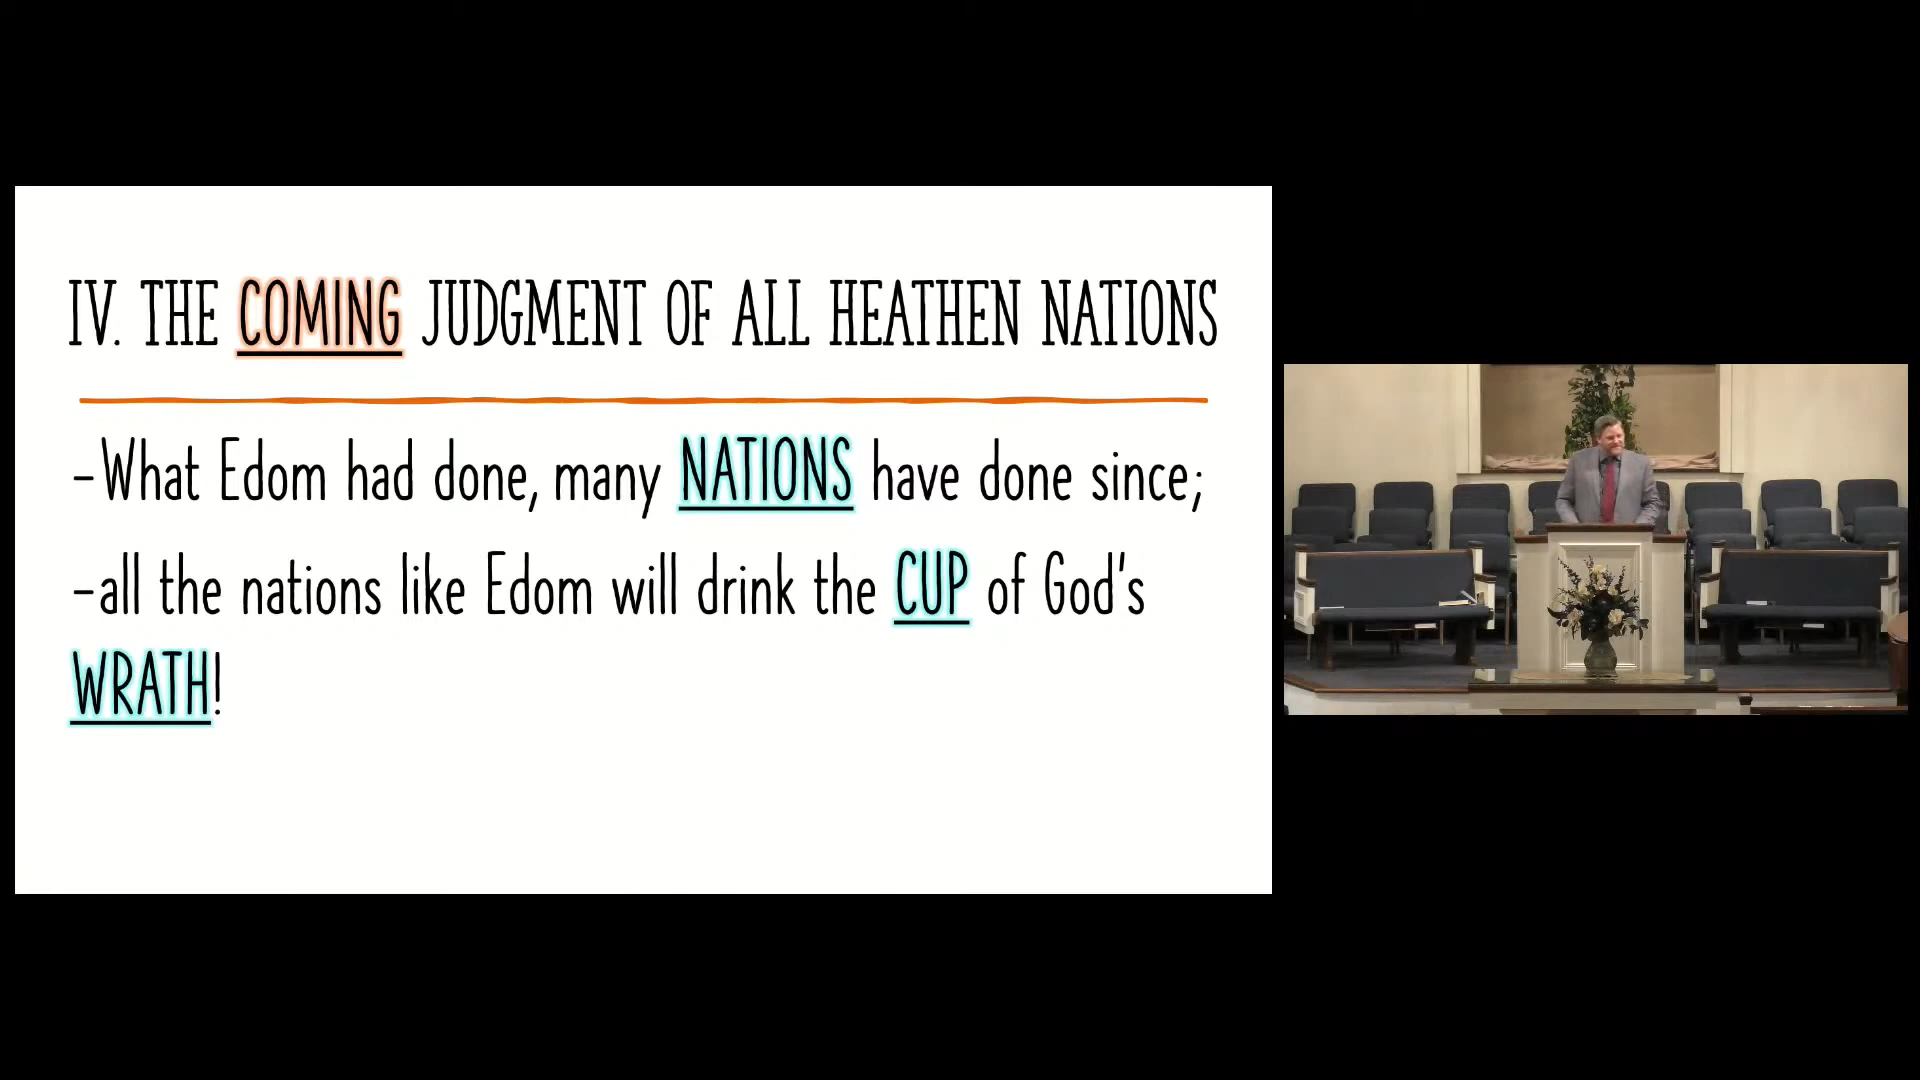 IV. THE COMING JUDGMENT OF ALL HEATHEN NATIONS
-What Edom had done, many NATIONS have done since;
-all the nations like Edom will drink the CUP of God's
WRATH!